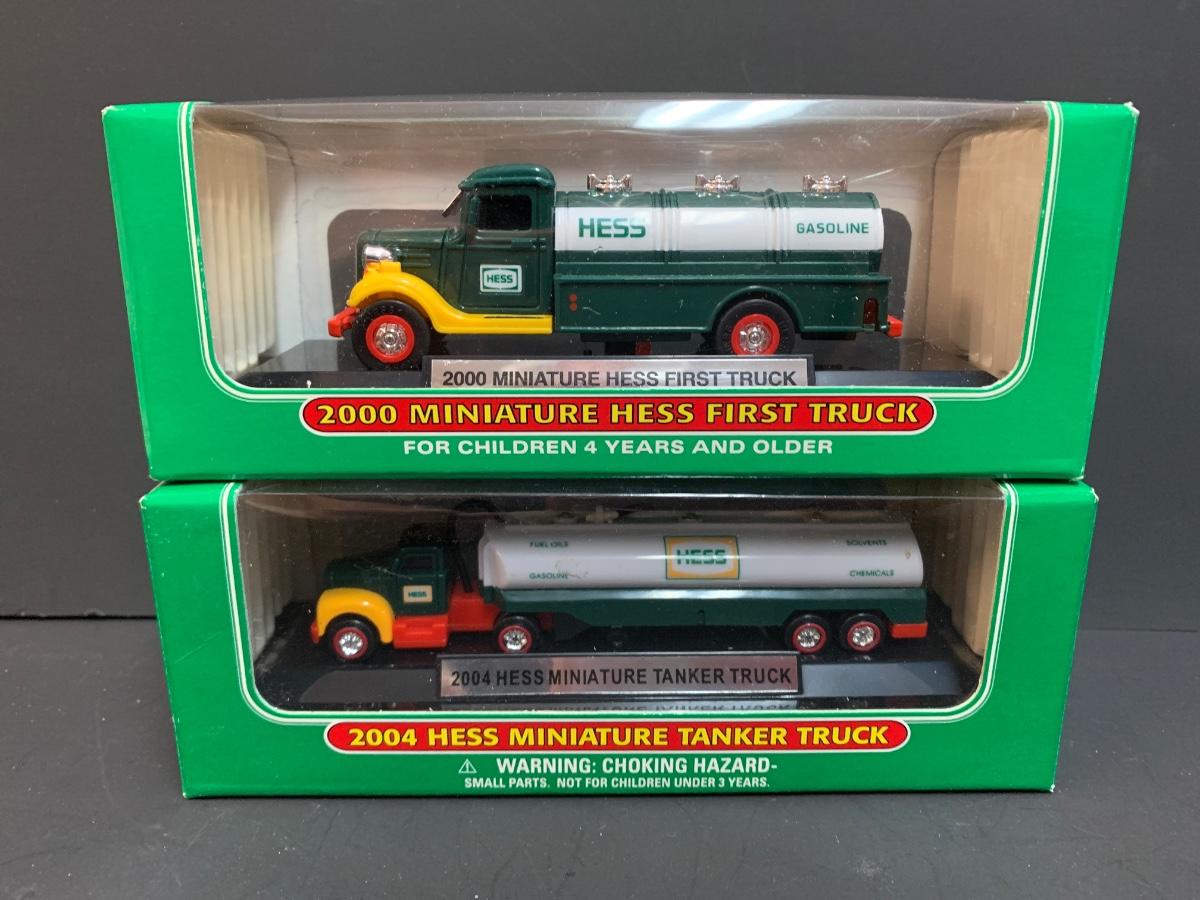 HESS
GASOLINE
HESS
2000 MINIATURE HESS FIRST TRUCK
2000 MINIATURE HESS FIRST TRUCK
FOR CHILDREN 4 YEARS AND OLDER
FUEL OILS
HESS
SOLVENTS
GASOLINE
CHEMICALS
HESS
2004 HESS MINIATURE TANKER TRUCK
2004 HESS MINIATURE TANKER TRUCK
⚠ WARNING: CHOKING HAZARD-
SMALL PARTS. NOT FOR CHILDREN UNDER 3 YEARS.